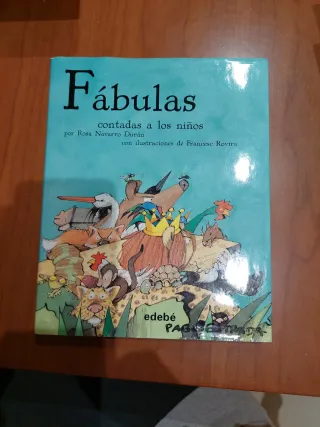 Fábulas
contadas a los niños
por Rosa Navarro Durán
con ilustraciones de Francesc Rovira
edebé